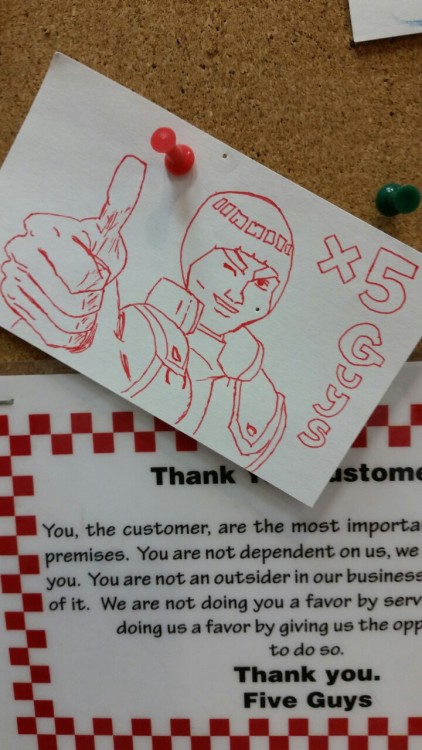 x5
GUYS
Thank
You, the customer, are the most importa
premises. You are not dependent on us, we
you. You are not an outsider in our business
of it. We are not doing you a favor by serv
doing us a favor by giving us the opp
to do so.
Thank you.
Five Guys